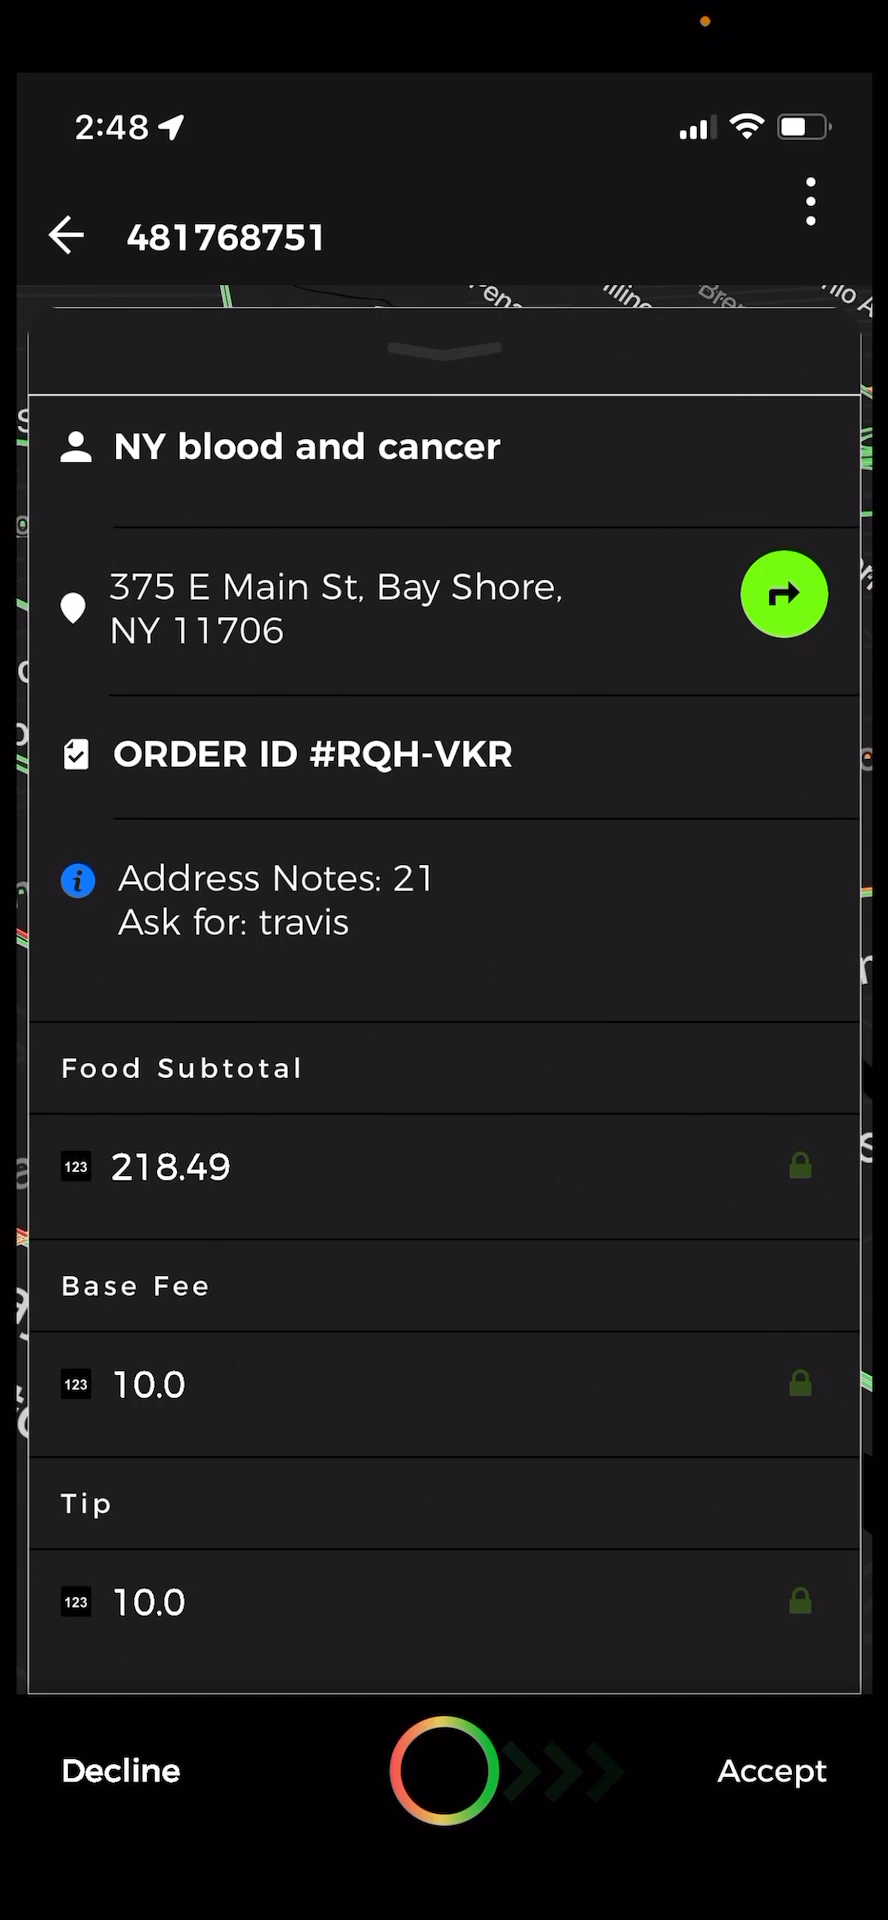 2:48
481768751
NY blood and cancer
375 E Main St, Bay Shore,
NY 11706
ORDER ID #RQH-VKR
Address Notes: 21
Ask for: travis
Food Subtotal
123 218.49
Base Fee
123 10.0
Tip
123 10.0
Decline
Accept